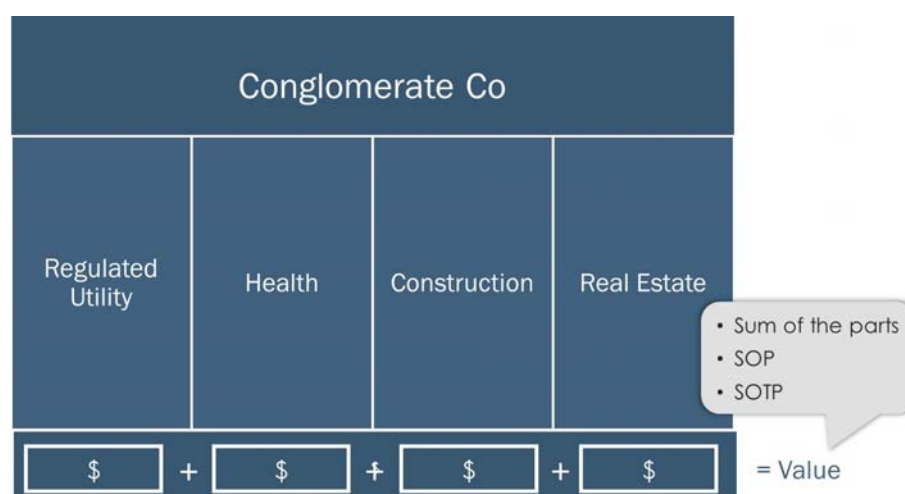 Conglomerate Co
Regulated
Utility
Health
Construction
Real Estate
• Sum of the parts
• SOP
• SOTP
$ + $ + $ + $ = Value